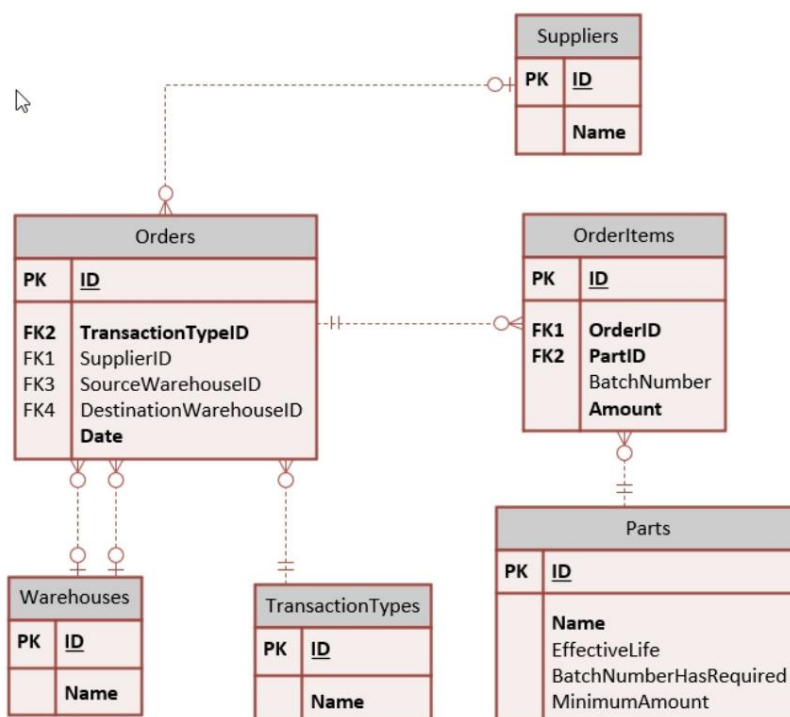 Suppliers
PK ID
Name
Orders
PK ID
FK2 TransactionTypeID
FK1 SupplierID
FK3 SourceWarehouseID
FK4 DestinationWarehouseID
Date
OrderItems
PK ID
FK1 OrderID
FK2 PartID
BatchNumber
Amount
Warehouses
PK ID
Name
TransactionTypes
PK ID
Name
Parts
PK ID
Name
EffectiveLife
BatchNumberHasRequired
MinimumAmount